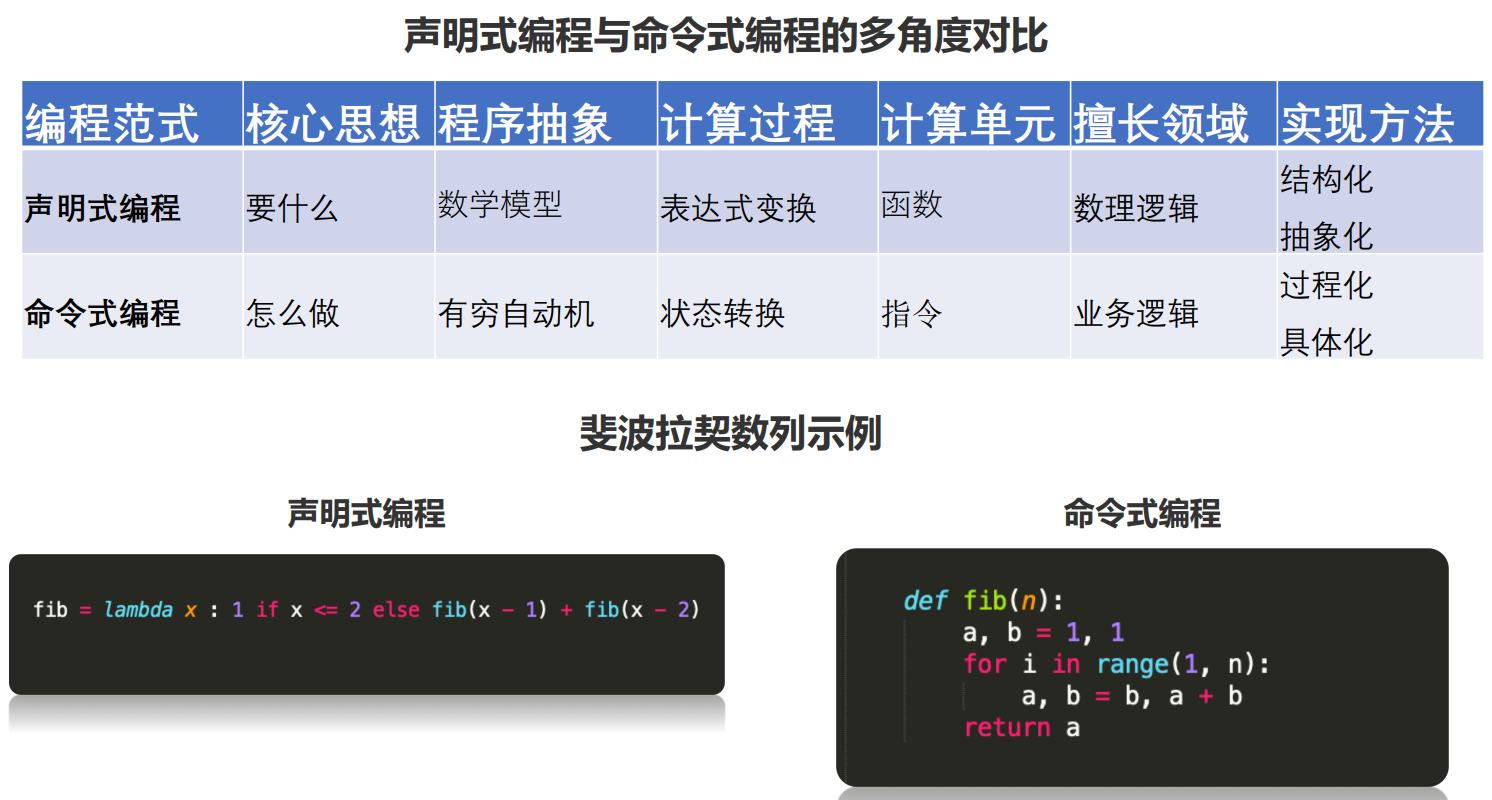 声明式编程与命令式编程的多角度对比
编程范式 核心思想 程序抽象 计算过程 计算单元 擅长领域 实现方法
声明式编程 要什么 数学模型 表达式变换 函数 数理逻辑 结构化
抽象化
命令式编程 怎么做 有穷自动机 状态转换 指令 业务逻辑 过程化
具体化
斐波拉契数列示例
声明式编程
fib = lambda x : 1 if x <= 2 else fib(x - 1) + fib(x - 2)
命令式编程
def fib(n):
    a, b = 1, 1
    for i in range(1, n):
        a, b = b, a + b
    return a